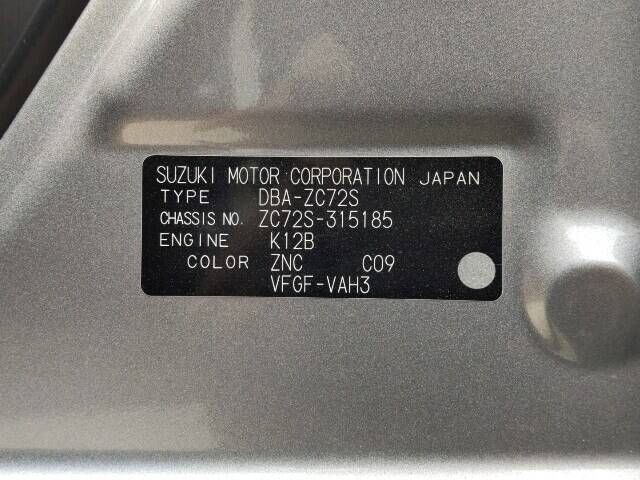 SUZUKI MOTOR CORPORATION JAPAN
TYPE DBA-ZC72S
CHASSIS NO. ZC72S-315185
ENGINE K12B
COLOR ZNC C09
VFGF-VAH3